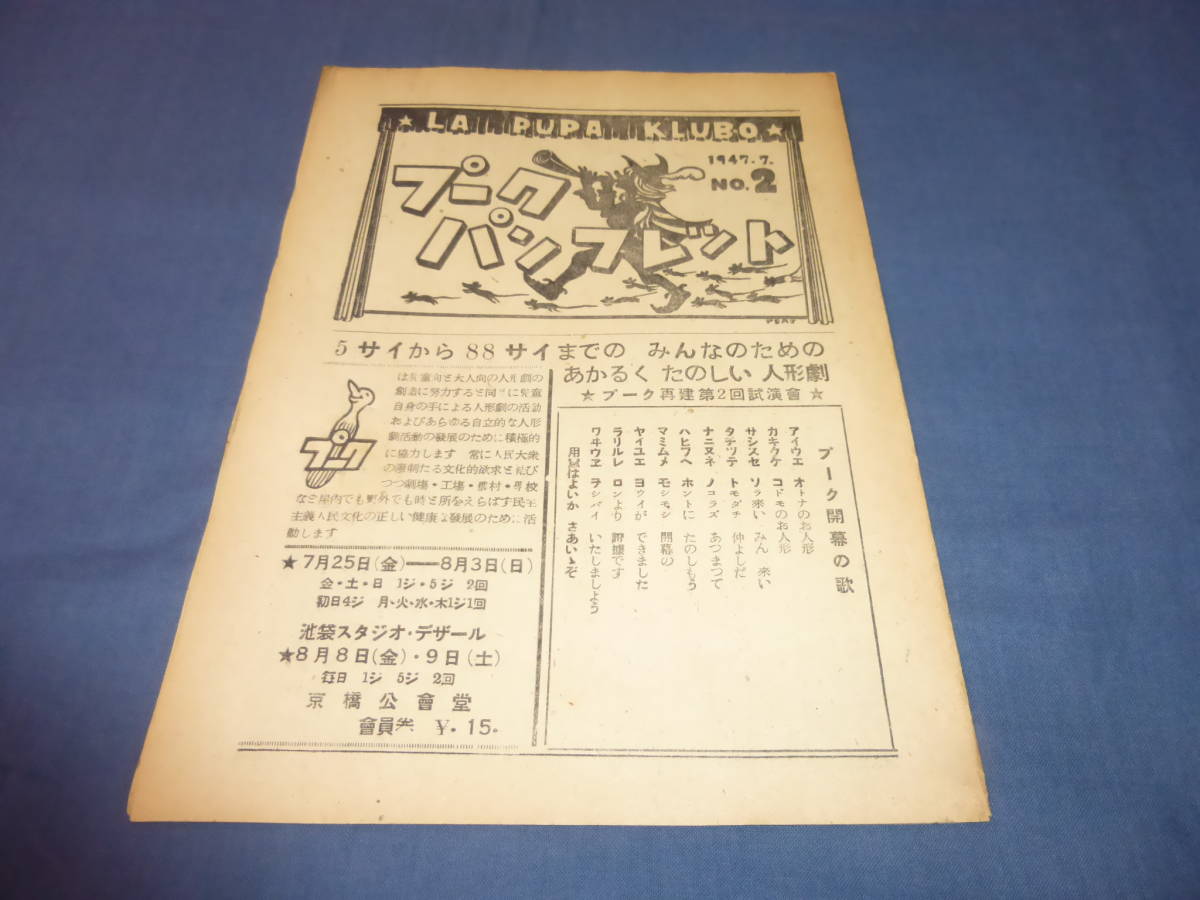 ★ LA PUPA KLUBO ★
1947.7.
NO.2
プーク
パンフレット
5サイから88サイまでの みんなのための
あかるく たのしい 人形劇
★ プーク再建第2回試演會 ★
プーク
は児童向と大人向の人形劇の
創造に努力すると同時に児童
自身の手による人形劇の活動
およびあらゆる自立的な人形
劇活動の發展のために積極的
に協力します 常に人民大衆
の溌剌たる文化的欲求と結び
つつ劇場・工場・農村・學校
など屋内でも野外でも時と所をえらばず民主
主義人民文化の正しい健康な發展のために活
動します
★ 7月25日(金)——8月3日(日)
金・土・日 1ジ・5ジ 2回
初日4ジ 月、火、水・木1ジ1回
池袋スタジオ・デザール
★8月8日(金)・9日(土)
毎日 1ジ 5ジ 2回
京橋公會堂
會員券 ¥・15。
プーク開幕の歌
アイウエ オトナのお人形
カキクケ コドモのお人形
サシスセ ソラ來い みんな來い
タチツテ トモダチ 仲よしだ
ナニヌネ ノコラズ あつまつて
ハヒフヘ ホントに たのしもう
マミムメ モシモシ 開幕の
ヤイユエ ヨウイが できました
ラリルレ ロンより 證據です
ワヰウヱ ヲシバイ いたしましよう
用意はよいか さあいゝぞ